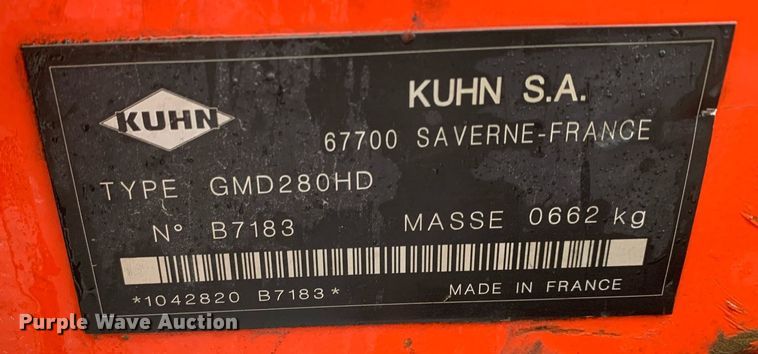 KUHN
KUHN S.A.
67700 SAVERNE-FRANCE
TYPE GMD280HD
N° B7183 MASSE 0662 kg
*1042820 B7183* MADE IN FRANCE
Purple Wave Auction